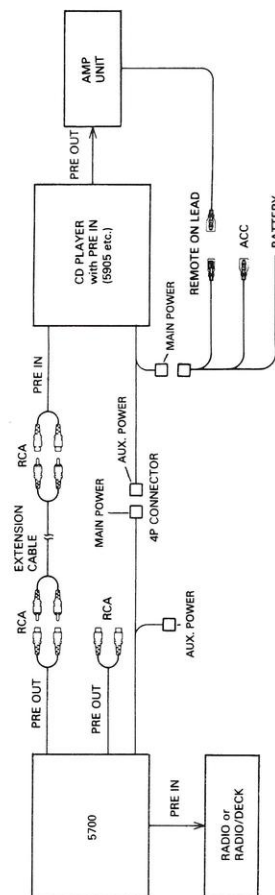 AMP
UNIT
PRE OUT
CD PLAYER
with PRE IN
(5905 etc.)
REMOTE ON LEAD
ACC
BATTERY
MAIN POWER
PRE IN
RCA
AUX. POWER
MAIN POWER
4P CONNECTOR
EXTENSION
CABLE
RCA
RCA
AUX. POWER
PRE OUT
PRE OUT
5700
PRE IN
RADIO or
RADIO/DECK